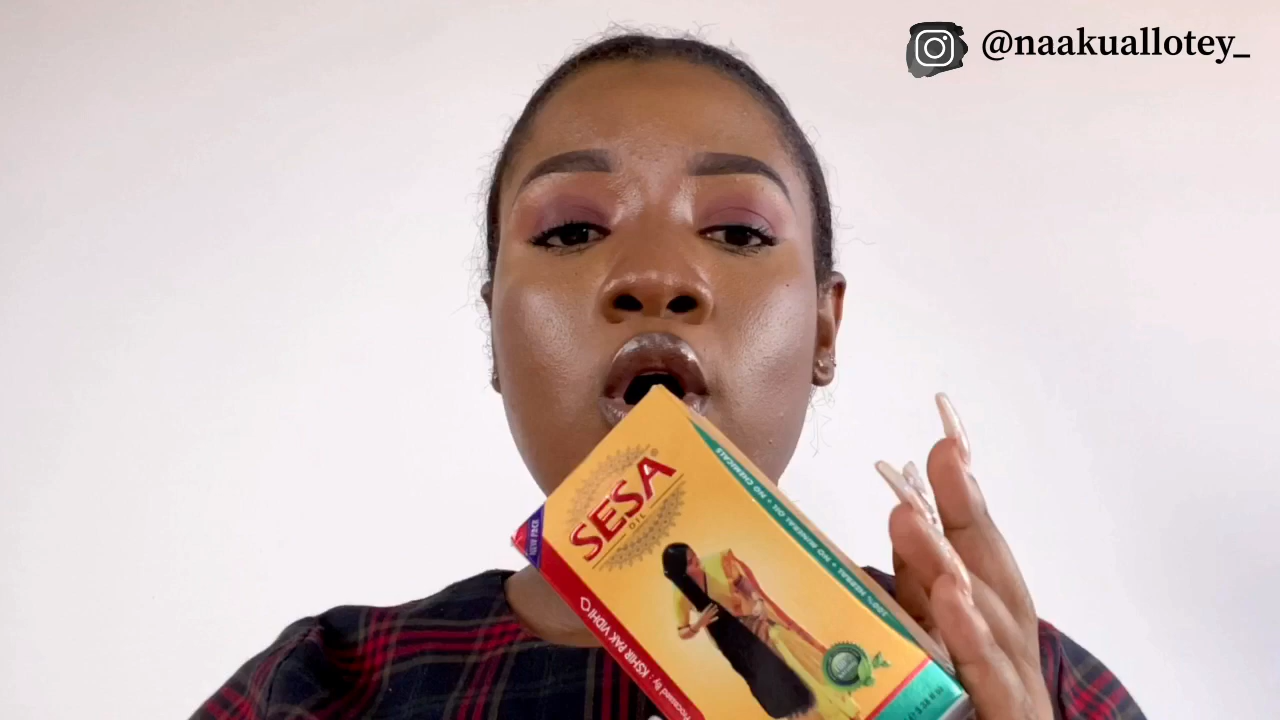 @naakuallotey_
SESA®
OIL
NEW PACK
100% HERBAL • NO MINERAL OIL • NO CHEMICALS
Processed By : KSHIR PAK VIDHI